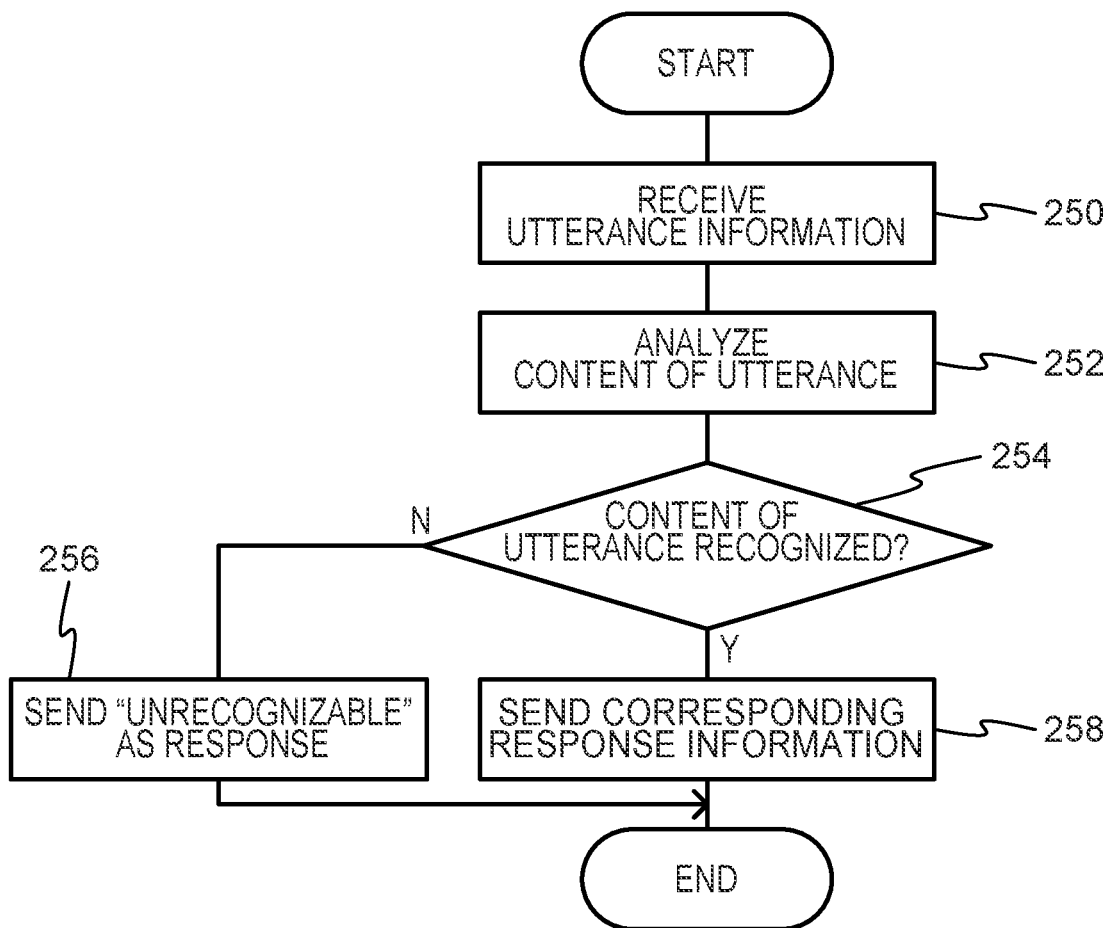 START
RECEIVE
UTTERANCE INFORMATION
250
ANALYZE
CONTENT OF UTTERANCE
252
254
CONTENT OF
UTTERANCE RECOGNIZED?
N
Y
256
SEND “UNRECOGNIZABLE”
AS RESPONSE
SEND CORRESPONDING
RESPONSE INFORMATION
258
END